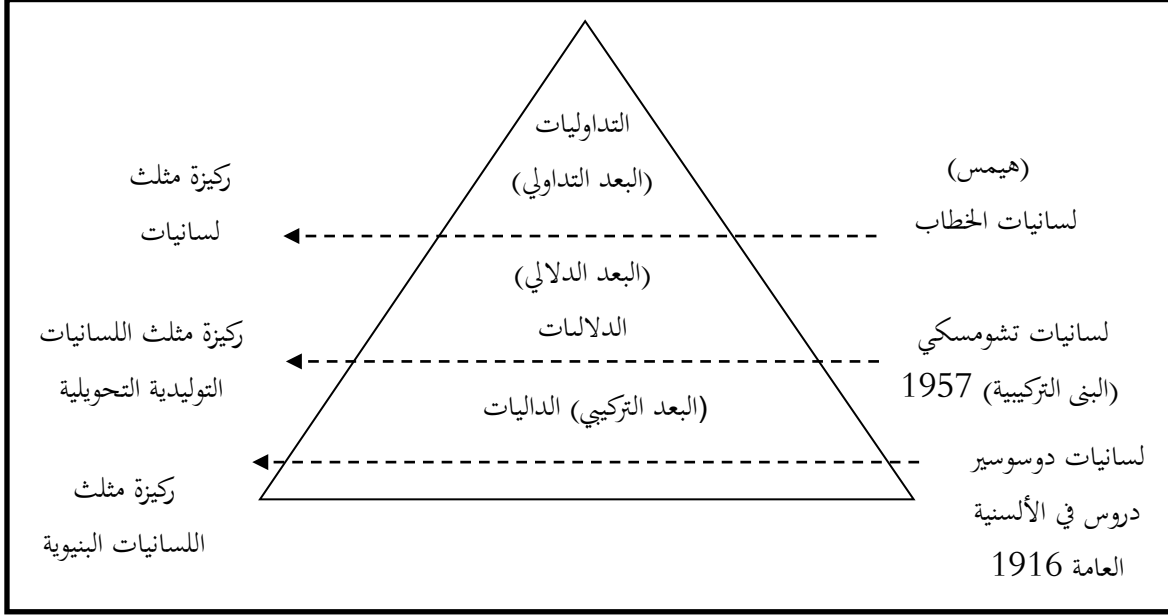 التداوليات
(البعد التداولي)
(هيمس)
لسانيات الخطاب
ركيزة مثلث
لسانيات
(البعد الدلالي)
الدلاليات
لسانيات تشومسكي
(البنى التركيبية) 1957
ركيزة مثلث اللسانيات
التوليدية التحويلية
(البعد التركيبي) الداليات
لسانيات دوسوسير
دروس في الألسنية
العامة 1916
ركيزة مثلث
اللسانيات البنيوية